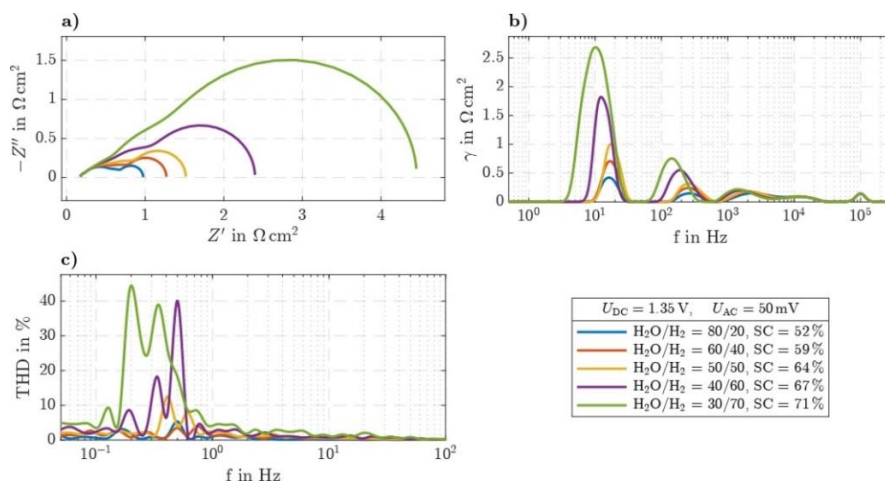 a)
1.5
1
0.5
0
−Z″ in Ω cm²
0 1 2 3 4
Z′ in Ω cm²
b)
2.5
2
1.5
1
0.5
0
γ in Ω cm²
10⁰ 10¹ 10² 10³ 10⁴ 10⁵
f in Hz
c)
40
30
20
10
0
THD in %
10⁻¹ 10⁰ 10¹ 10²
f in Hz
U_DC = 1.35 V, U_AC = 50 mV
H₂O/H₂ = 80/20, SC = 52 %
H₂O/H₂ = 60/40, SC = 59 %
H₂O/H₂ = 50/50, SC = 64 %
H₂O/H₂ = 40/60, SC = 67 %
H₂O/H₂ = 30/70, SC = 71 %